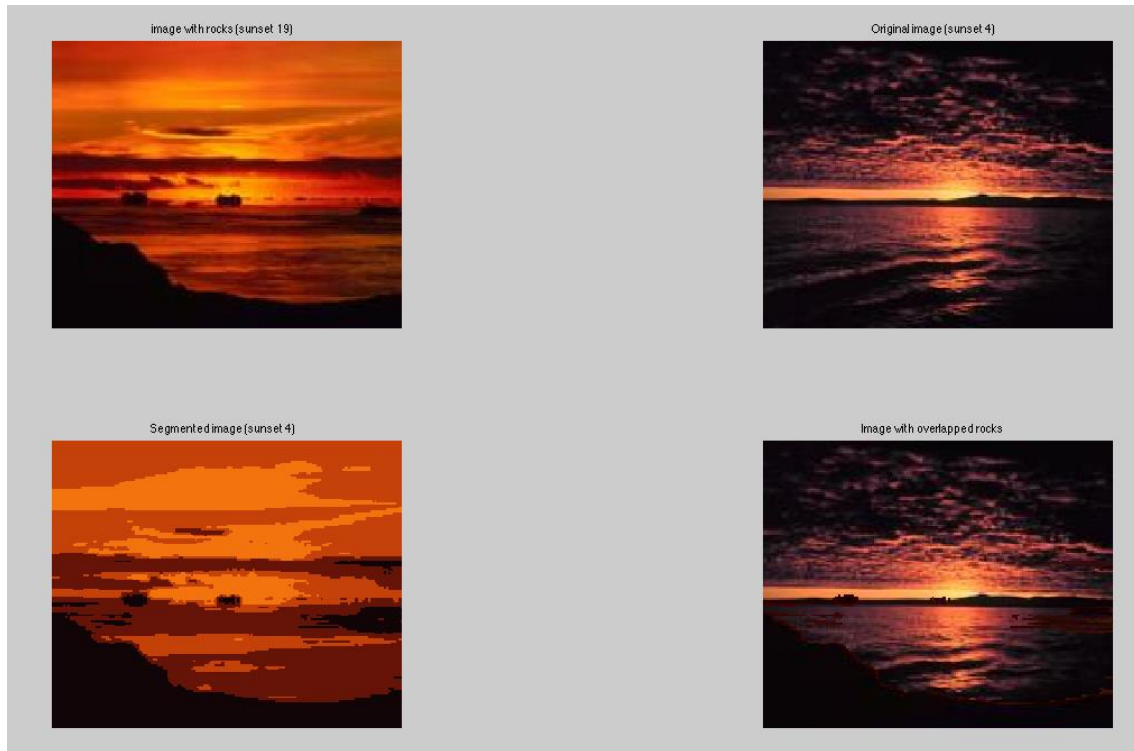 image with rocks (sunset 19)
Original image (sunset 4)
Segmented image (sunset 4)
Image with overlapped rocks